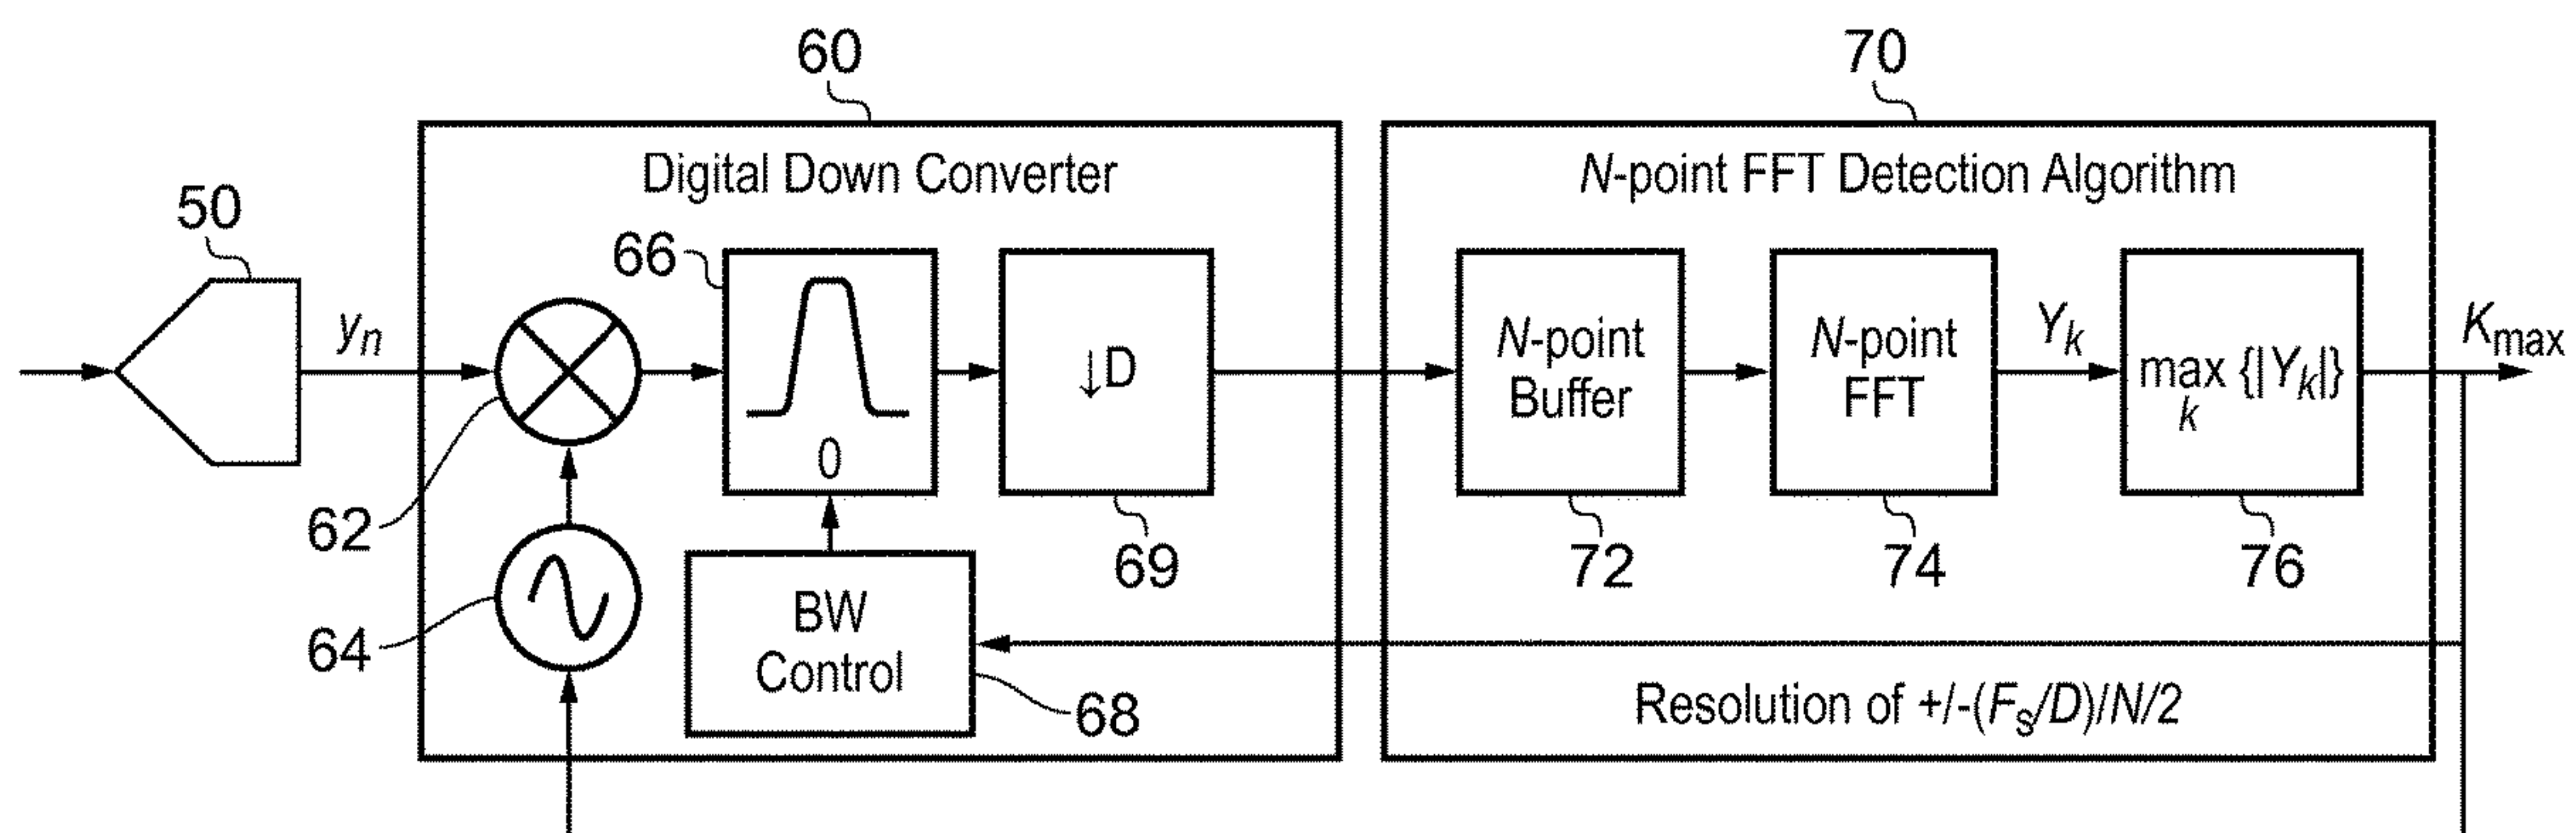 60
70
Digital Down Converter
N-point FFT Detection Algorithm
50
66
yn
↓D
N-point
Buffer
N-point
FFT
Yk
max {|Yk|}
k
Kmax
0
62
69
72
74
76
64
BW
Control
68
Resolution of +/-(Fs/D)/N/2